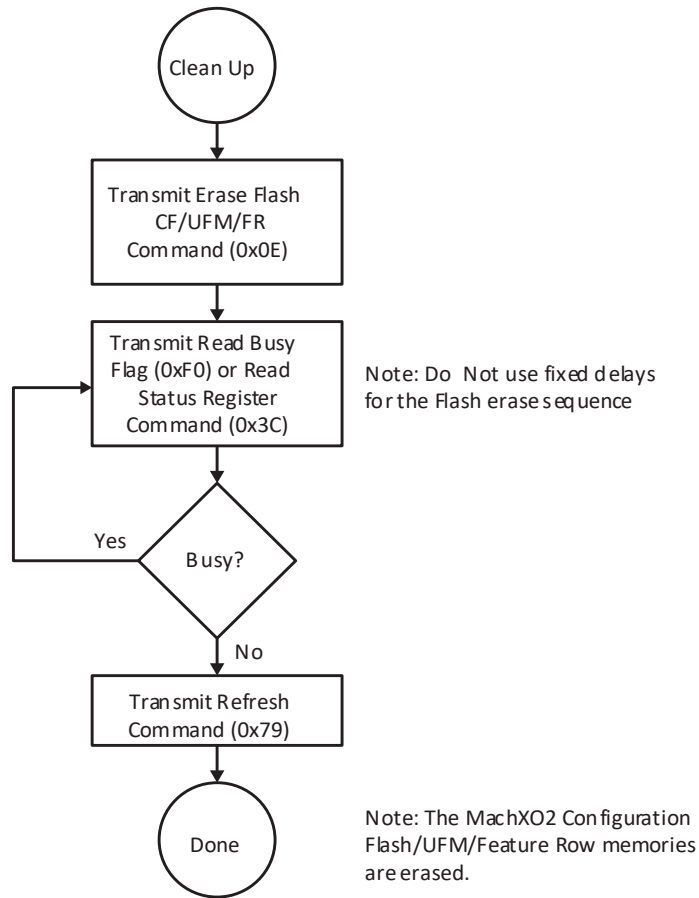 Clean Up
Transmit Erase Flash
CF/UFM/FR
Command (0x0E)
Transmit Read Busy
Flag (0xF0) or Read
Status Register
Command (0x3C)
Note: Do Not use fixed delays
for the Flash erase sequence
Yes
Busy?
No
Transmit Refresh
Command (0x79)
Done
Note: The MachXO2 Configuration
Flash/UFM/Feature Row memories
are erased.